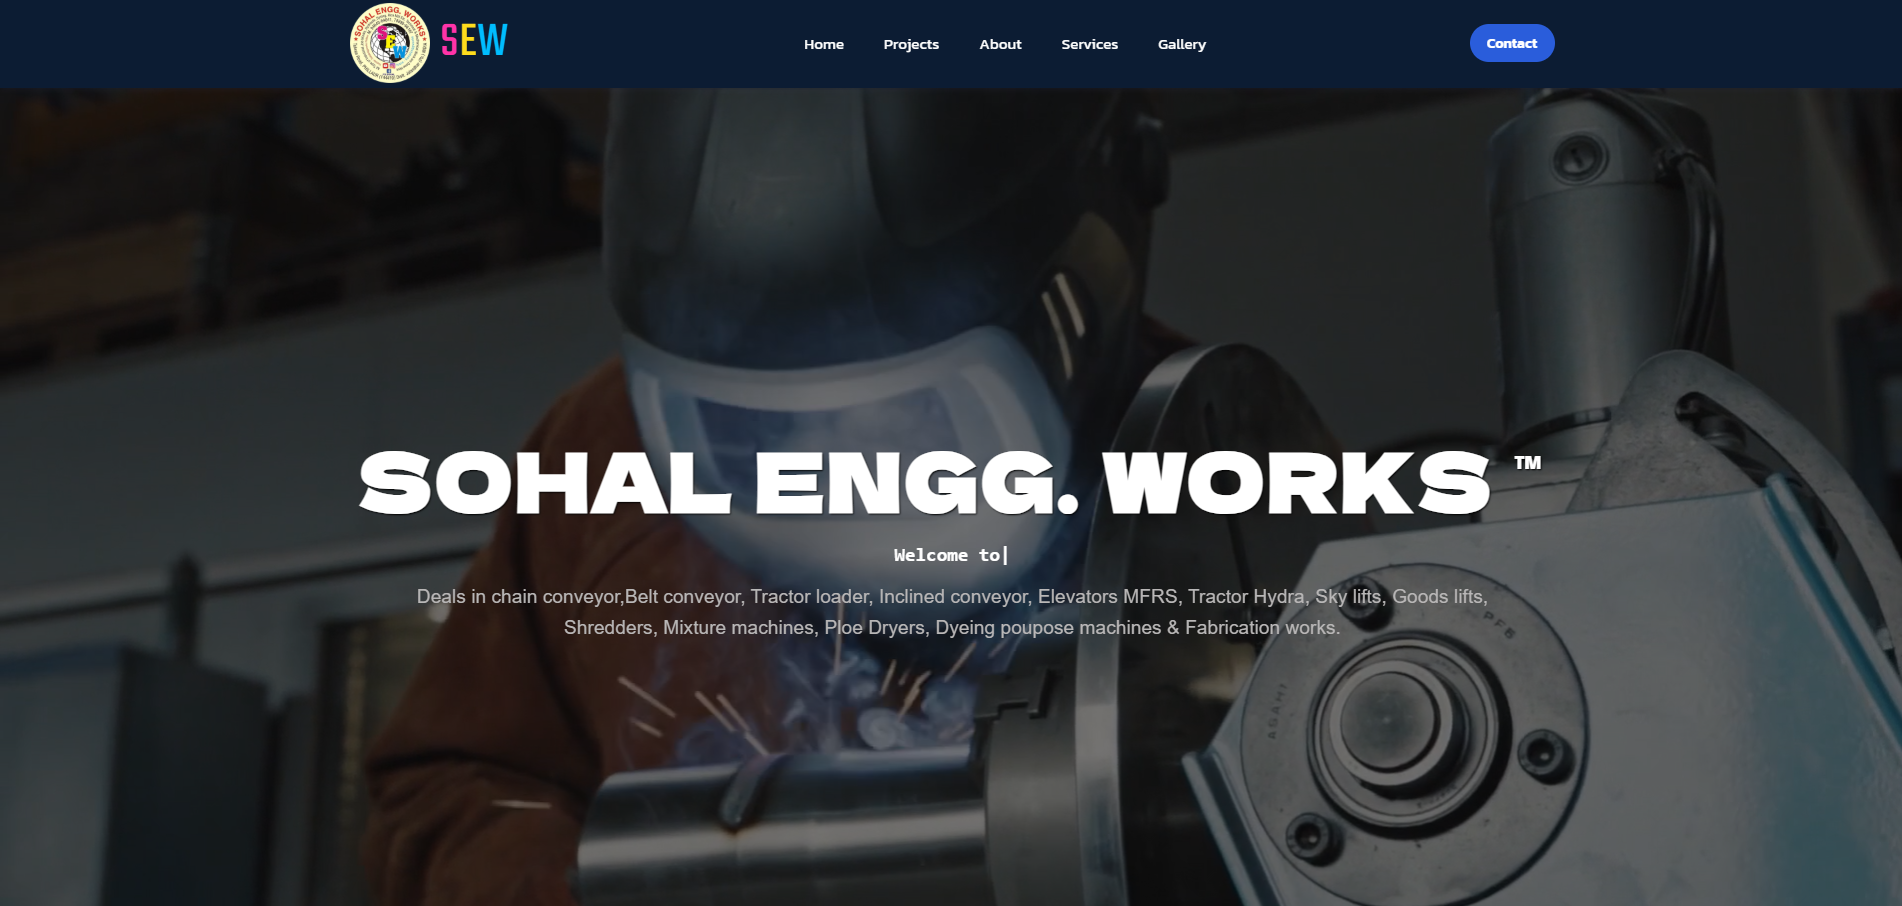 SOHAL ENGG. WORKS
SEW
SEW
Home
Projects
About
Services
Gallery
Contact
SOHAL ENGG. WORKS ™
Welcome to
Deals in chain conveyor,Belt conveyor, Tractor loader, Inclined conveyor, Elevators MFRS, Tractor Hydra, Sky lifts, Goods lifts,
Shredders, Mixture machines, Ploe Dryers, Dyeing poupose machines & Fabrication works.
PFB
ASAHI